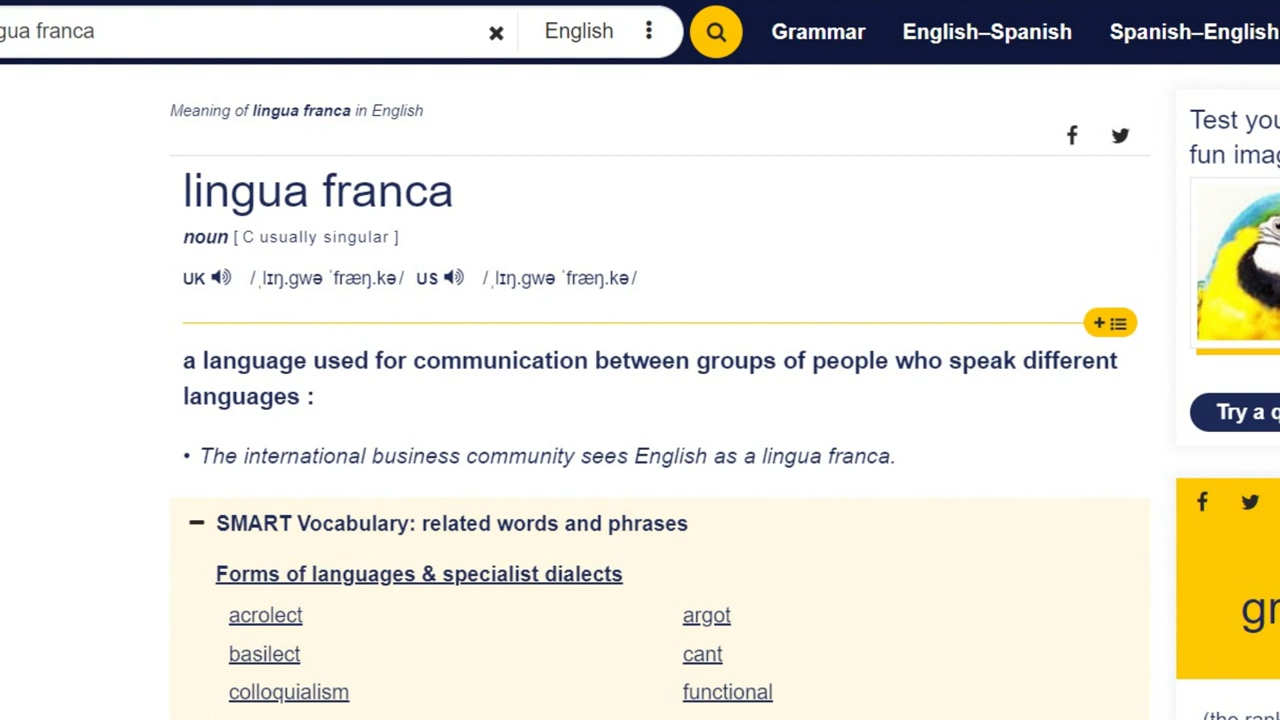 gua franca
English
Grammar
English–Spanish
Spanish–English
Meaning of lingua franca in English
lingua franca
noun [ C usually singular ]
UK /ˌlɪŋ.ɡwə ˈfræŋ.kə/ US /ˌlɪŋ.ɡwə ˈfræŋ.kə/
a language used for communication between groups of people who speak different
languages :
• The international business community sees English as a lingua franca.
SMART Vocabulary: related words and phrases
Forms of languages & specialist dialects
acrolect
argot
basilect
cant
colloquialism
functional
Test you
fun imag
Try a q
gr